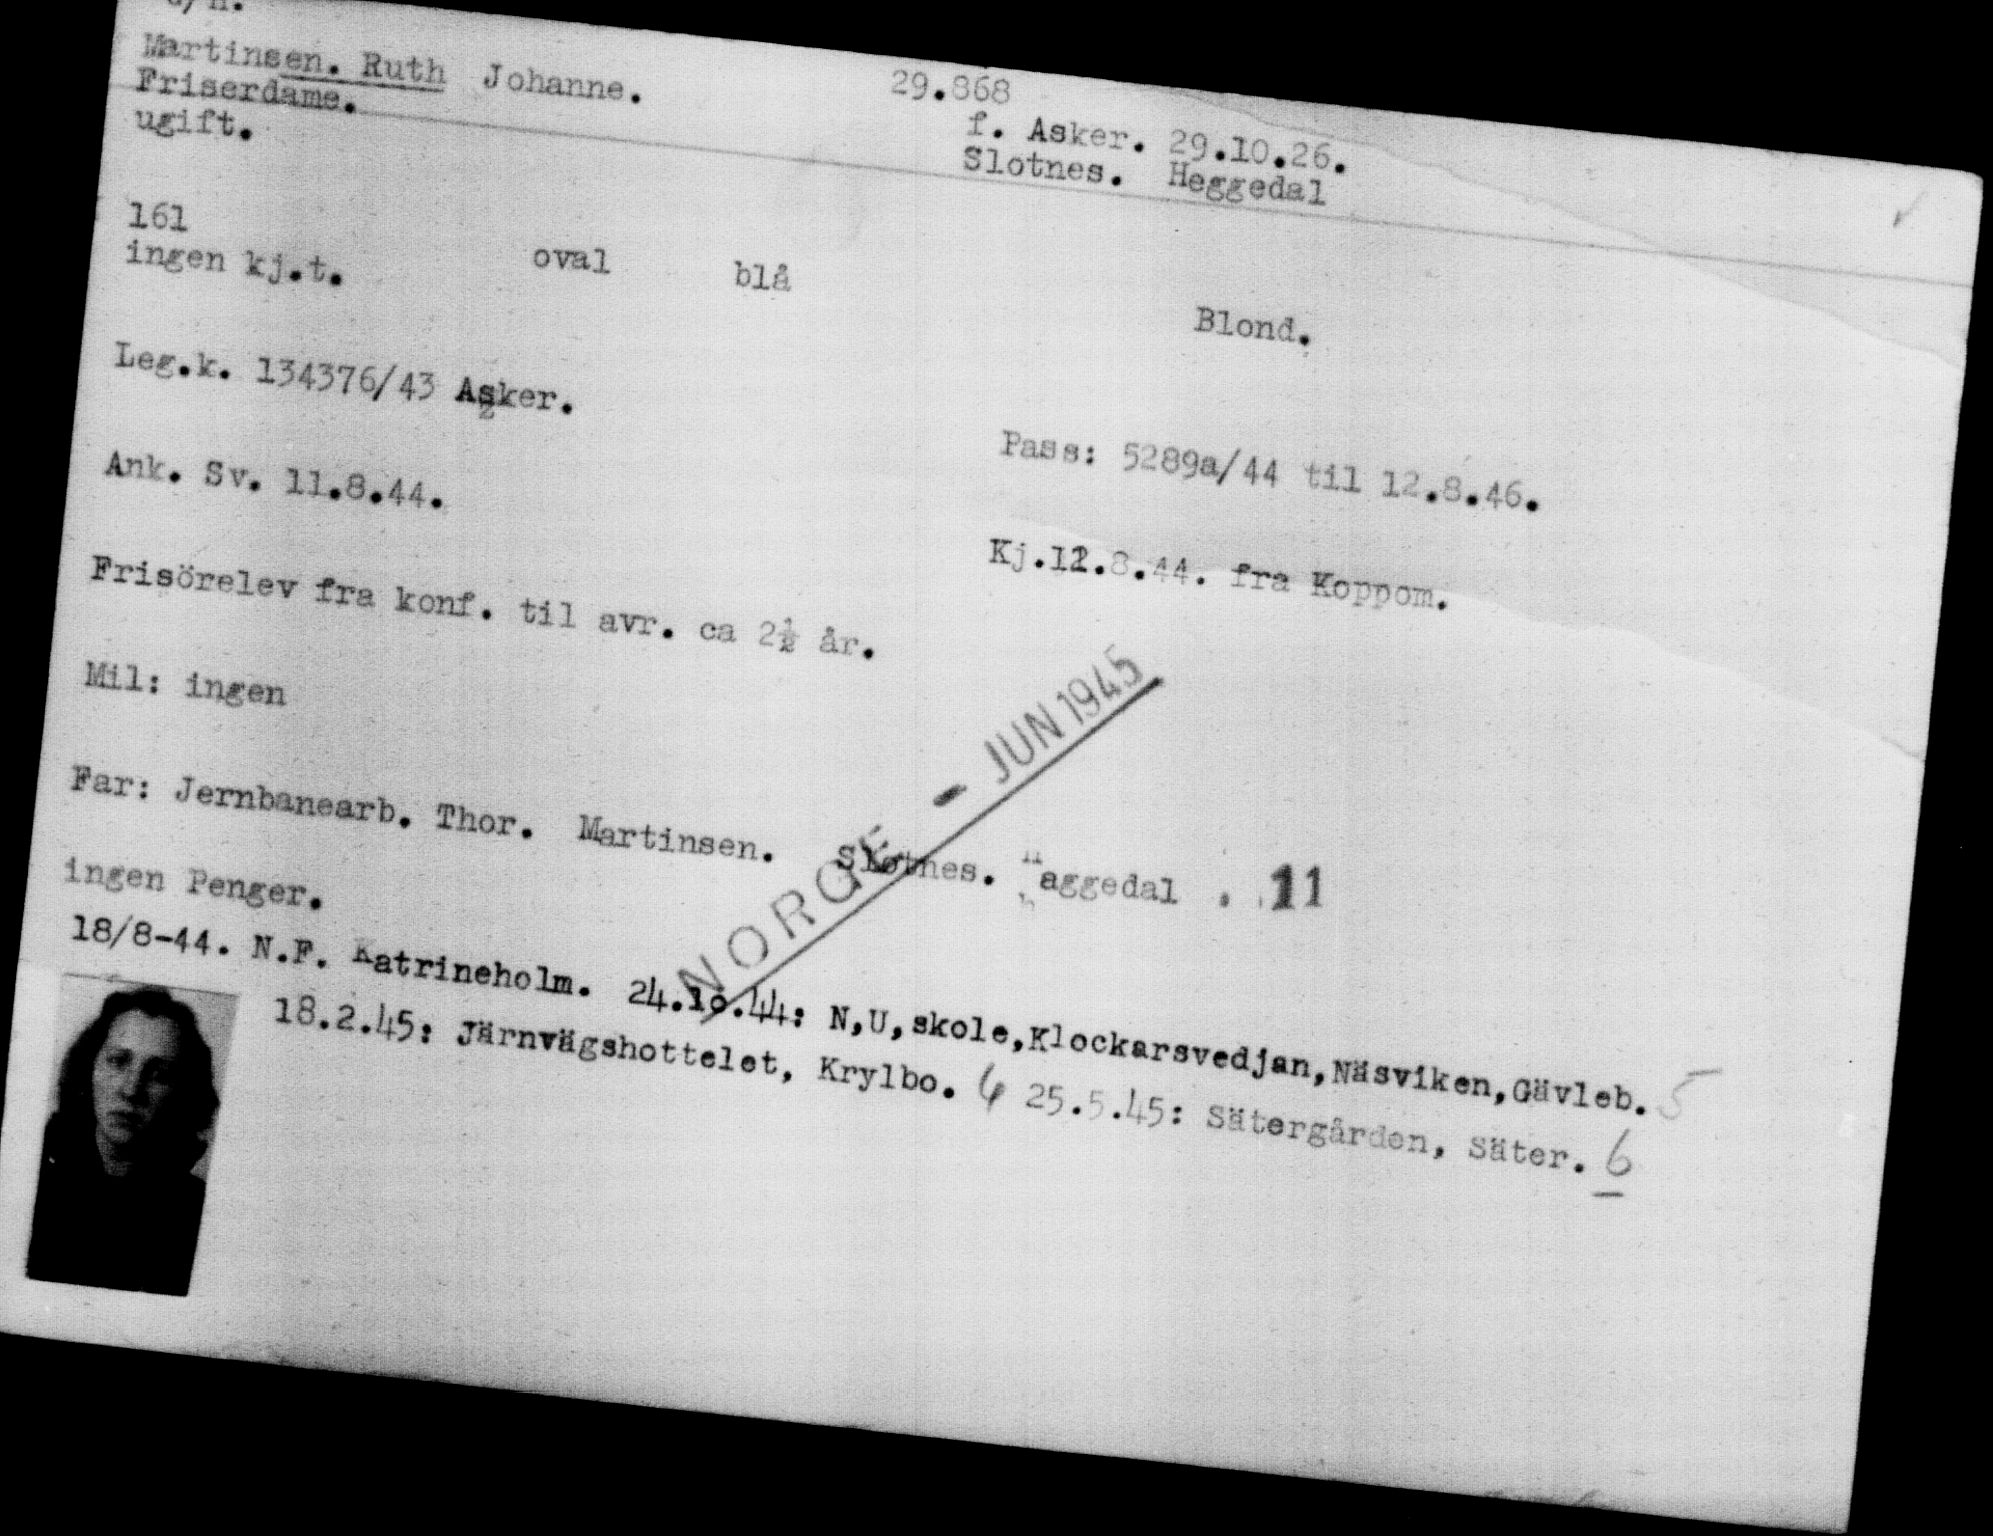 Martinsen. Ruth Johanne. 29.868
Friserdame. f. Asker. 29.10.26.
ugift. Slotnes. Heggedal
161
ingen kj.t. oval blå Blond.
Leg.k. 134376/43 Asker. Pass: 5289a/44 til 12.8.46.
Ank. Sv. 11.8.44. Kj.12.8.44. fra Koppom.
Frisörelev fra konf. til avr. ca 2½ år.
Mil: ingen
NORGE - JUN 1945
Far: Jernbanearb. Thor. Martinsen. Slotnes. Haggedal . 11
ingen Penger.
18/8-44. N.F. Katrineholm. 24.10.44: N,U,skole,Klockarsvedjan,Näsviken,Gävleb. 5
18.2.45: Järnvägshottelet, Krylbo. 6 25.5.45: Sätergården, Säter. 6